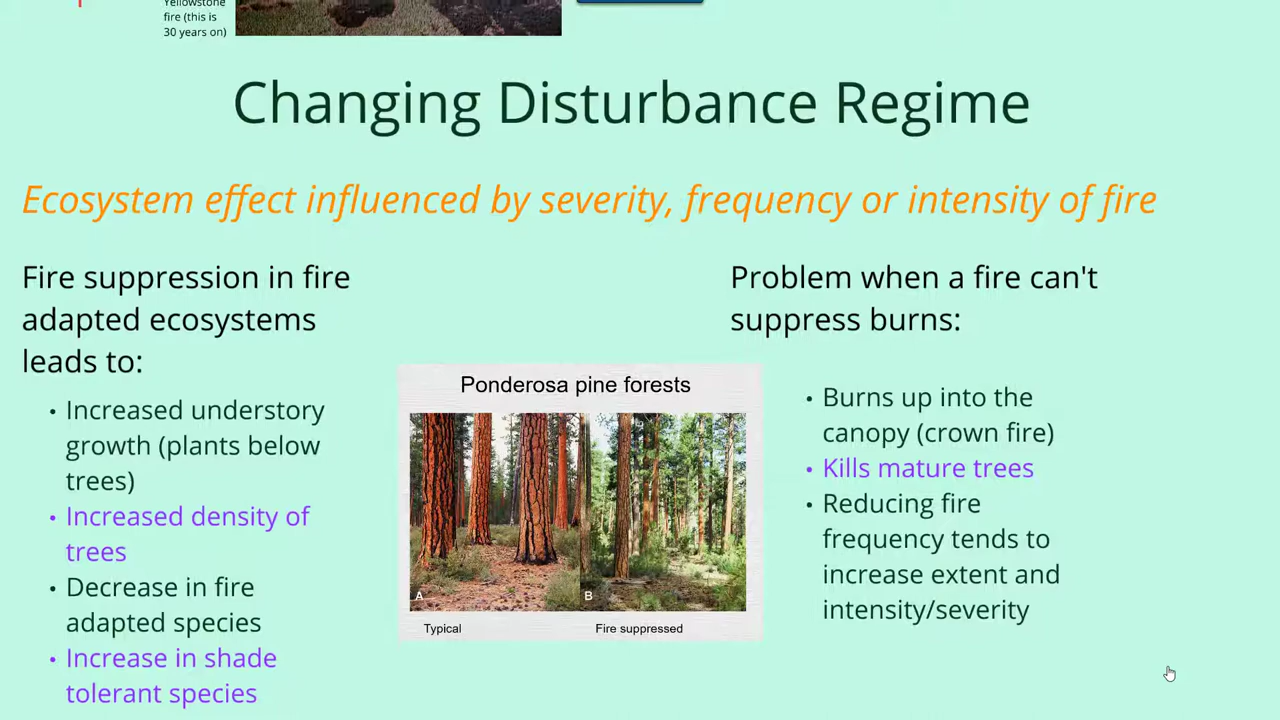 Yellowstone
fire (this is
30 years on)
Changing Disturbance Regime
Ecosystem effect influenced by severity, frequency or intensity of fire
Fire suppression in fire
adapted ecosystems
leads to:
• Increased understory
growth (plants below
trees)
• Increased density of
trees
• Decrease in fire
adapted species
• Increase in shade
tolerant species
Ponderosa pine forests
A
B
Typical
Fire suppressed
Problem when a fire can't
suppress burns:
• Burns up into the
canopy (crown fire)
• Kills mature trees
• Reducing fire
frequency tends to
increase extent and
intensity/severity